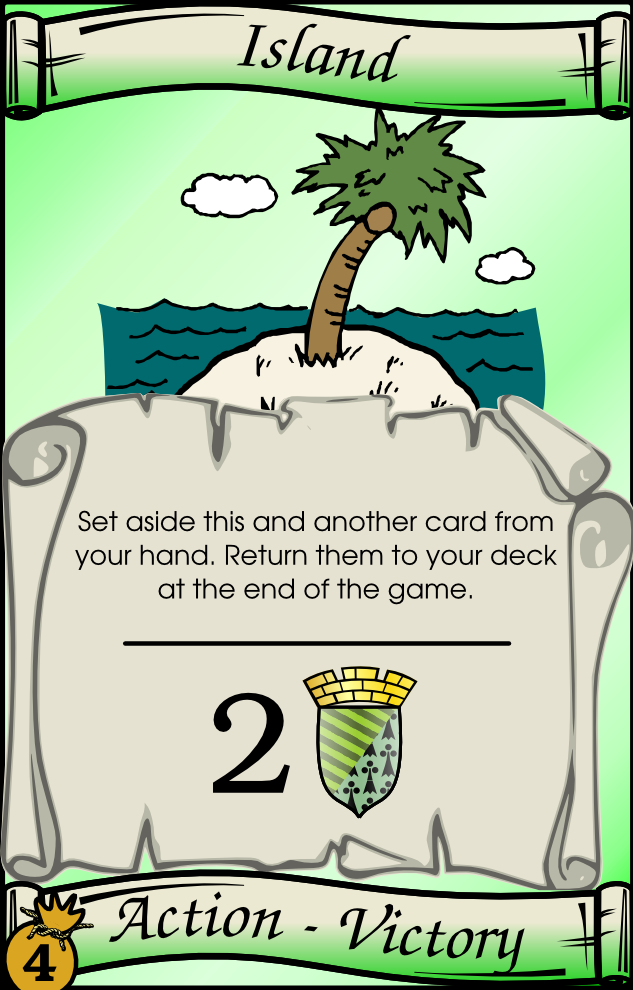 Island
Set aside this and another card from
your hand. Return them to your deck
at the end of the game.
2
Action - Victory
4